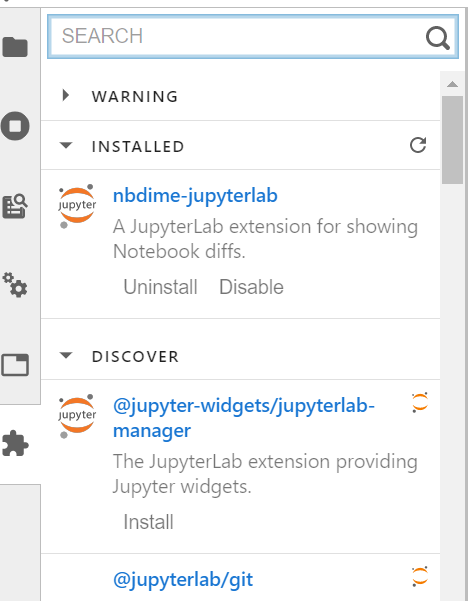 SEARCH
WARNING
INSTALLED
jupyter
nbdime-jupyterlab
A JupyterLab extension for showing
Notebook diffs.
Uninstall Disable
DISCOVER
jupyter
@jupyter-widgets/jupyterlab-
manager
The JupyterLab extension providing
Jupyter widgets.
Install
@jupyterlab/git